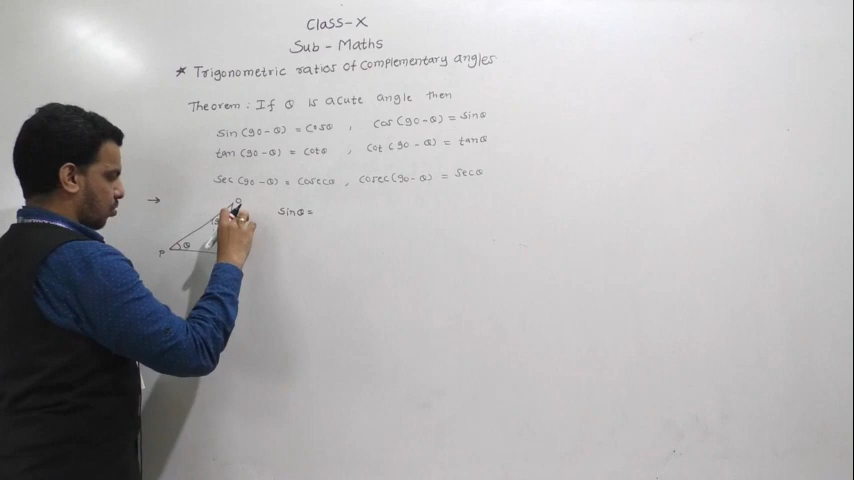 Class-X
Sub - Maths
* Trigonometric ratios of complementary angles
Theorem : If θ is acute angle then
sin (90 - θ) = cosθ , cos (90 - θ) = sinθ
tan (90 - θ) = cotθ , cot (90 - θ) = tanθ
sec (90 - θ) = cosecθ , cosec (90 - θ) = secθ
→
sinθ =
P θ